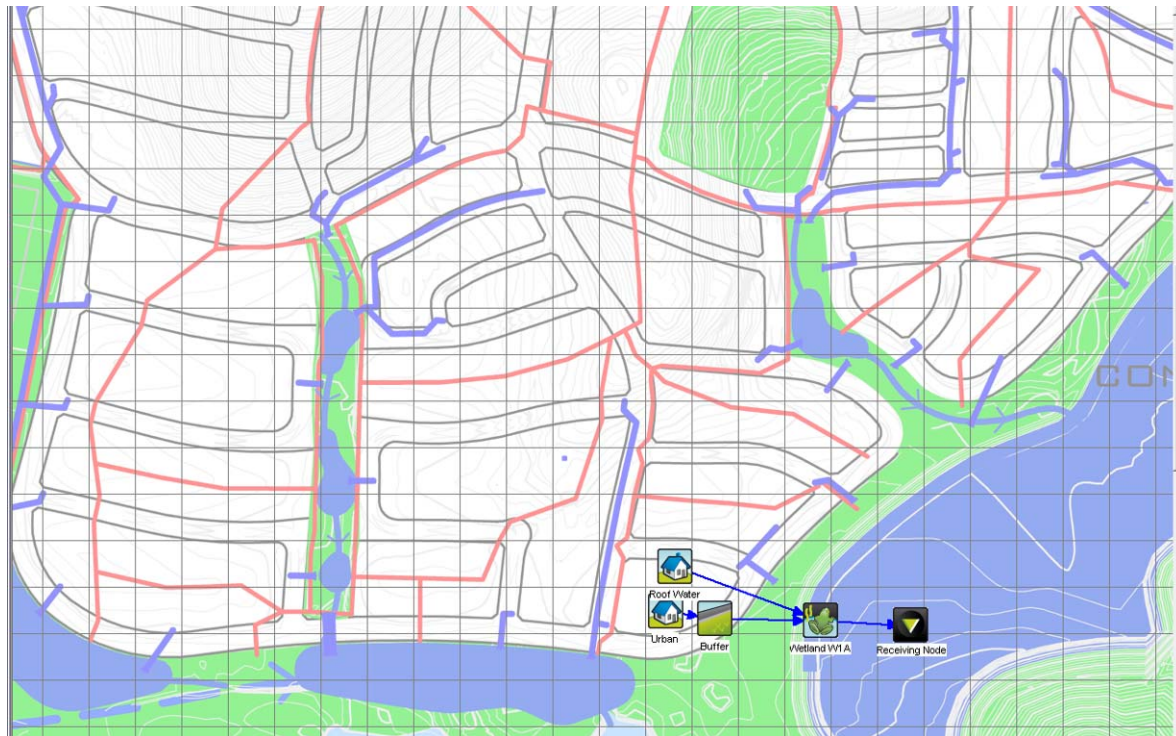 CON
Roof Water
Urban
Buffer
Wetland W1A
Receiving Node